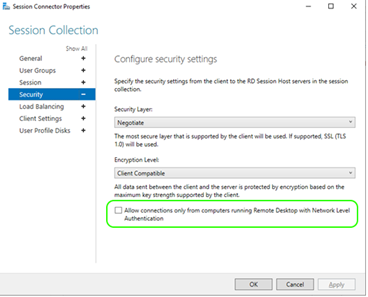 Session Connector Properties
Session Collection
Show All
General +
User Groups +
Session +
Security −
Load Balancing +
Client Settings +
User Profile Disks +
Configure security settings
Specify the security settings from the client to the RD Session Host servers in the session
collection.
Security Layer:
Negotiate
The most secure layer that is supported by the client will be used. If supported, SSL (TLS
1.0) will be used.
Encryption Level:
Client Compatible
All data sent between the client and the server is protected by encryption based on the
maximum key strength supported by the client.
Allow connections only from computers running Remote Desktop with Network Level
Authentication
OK
Cancel
Apply